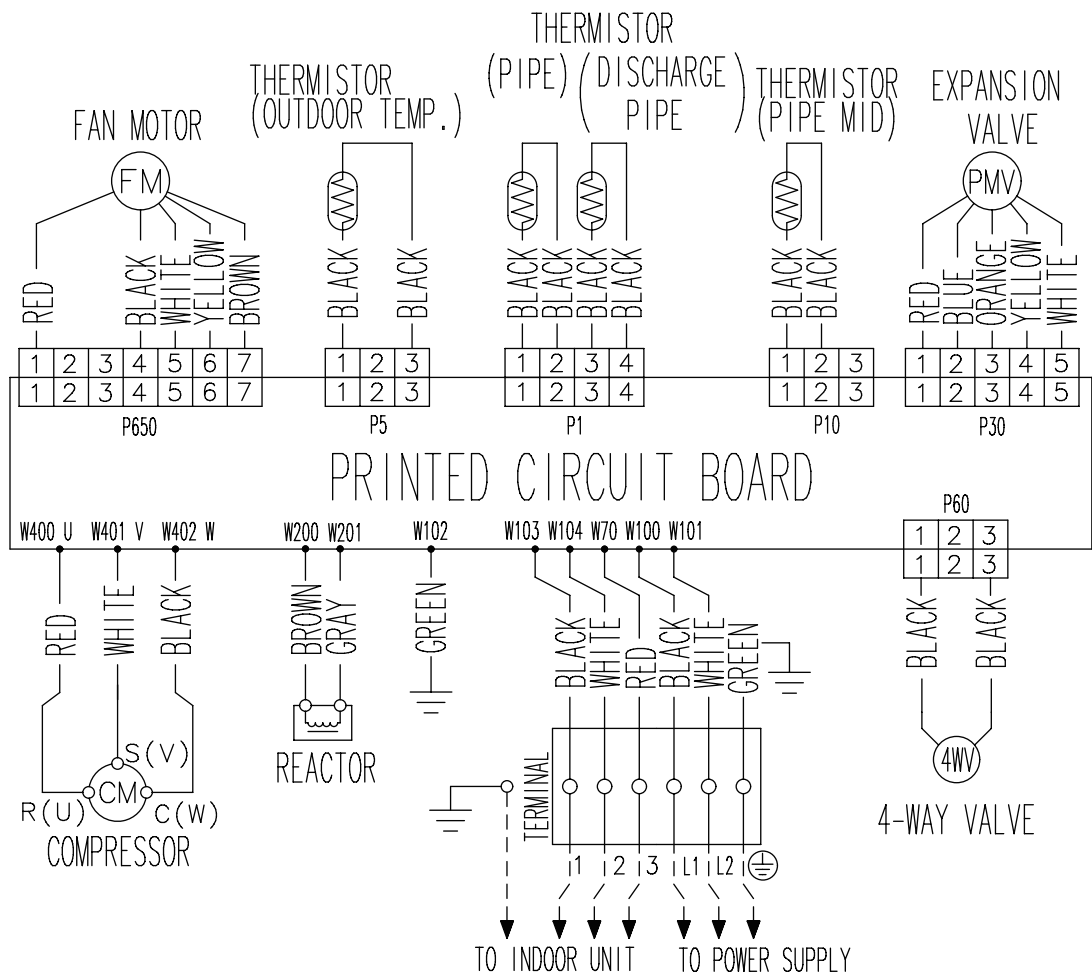 THERMISTOR
(PIPE) (DISCHARGE PIPE)
THERMISTOR
(OUTDOOR TEMP.)
THERMISTOR
(PIPE MID)
EXPANSION
VALVE
FAN MOTOR
FM
PMV
RED BLACK WHITE YELLOW BROWN
BLACK BLACK
BLACK BLACK BLACK BLACK
BLACK BLACK
RED BLUE ORANGE YELLOW WHITE
1 2 3 4 5 6 7
1 2 3 4 5 6 7
P650
1 2 3
1 2 3
P5
1 2 3 4
1 2 3 4
P1
1 2 3
1 2 3
P10
1 2 3 4 5
1 2 3 4 5
P30
PRINTED CIRCUIT BOARD
W400 U W401 V W402 W
W200 W201
W102
W103 W104 W70 W100 W101
P60
1 2 3
1 2 3
RED WHITE BLACK
BROWN GRAY
GREEN
BLACK WHITE RED BLACK WHITE GREEN
BLACK BLACK
S(V)
CM
R(U)
C(W)
COMPRESSOR
REACTOR
TERMINAL
4WV
4-WAY VALVE
1 2 3 L1 L2
TO INDOOR UNIT
TO POWER SUPPLY